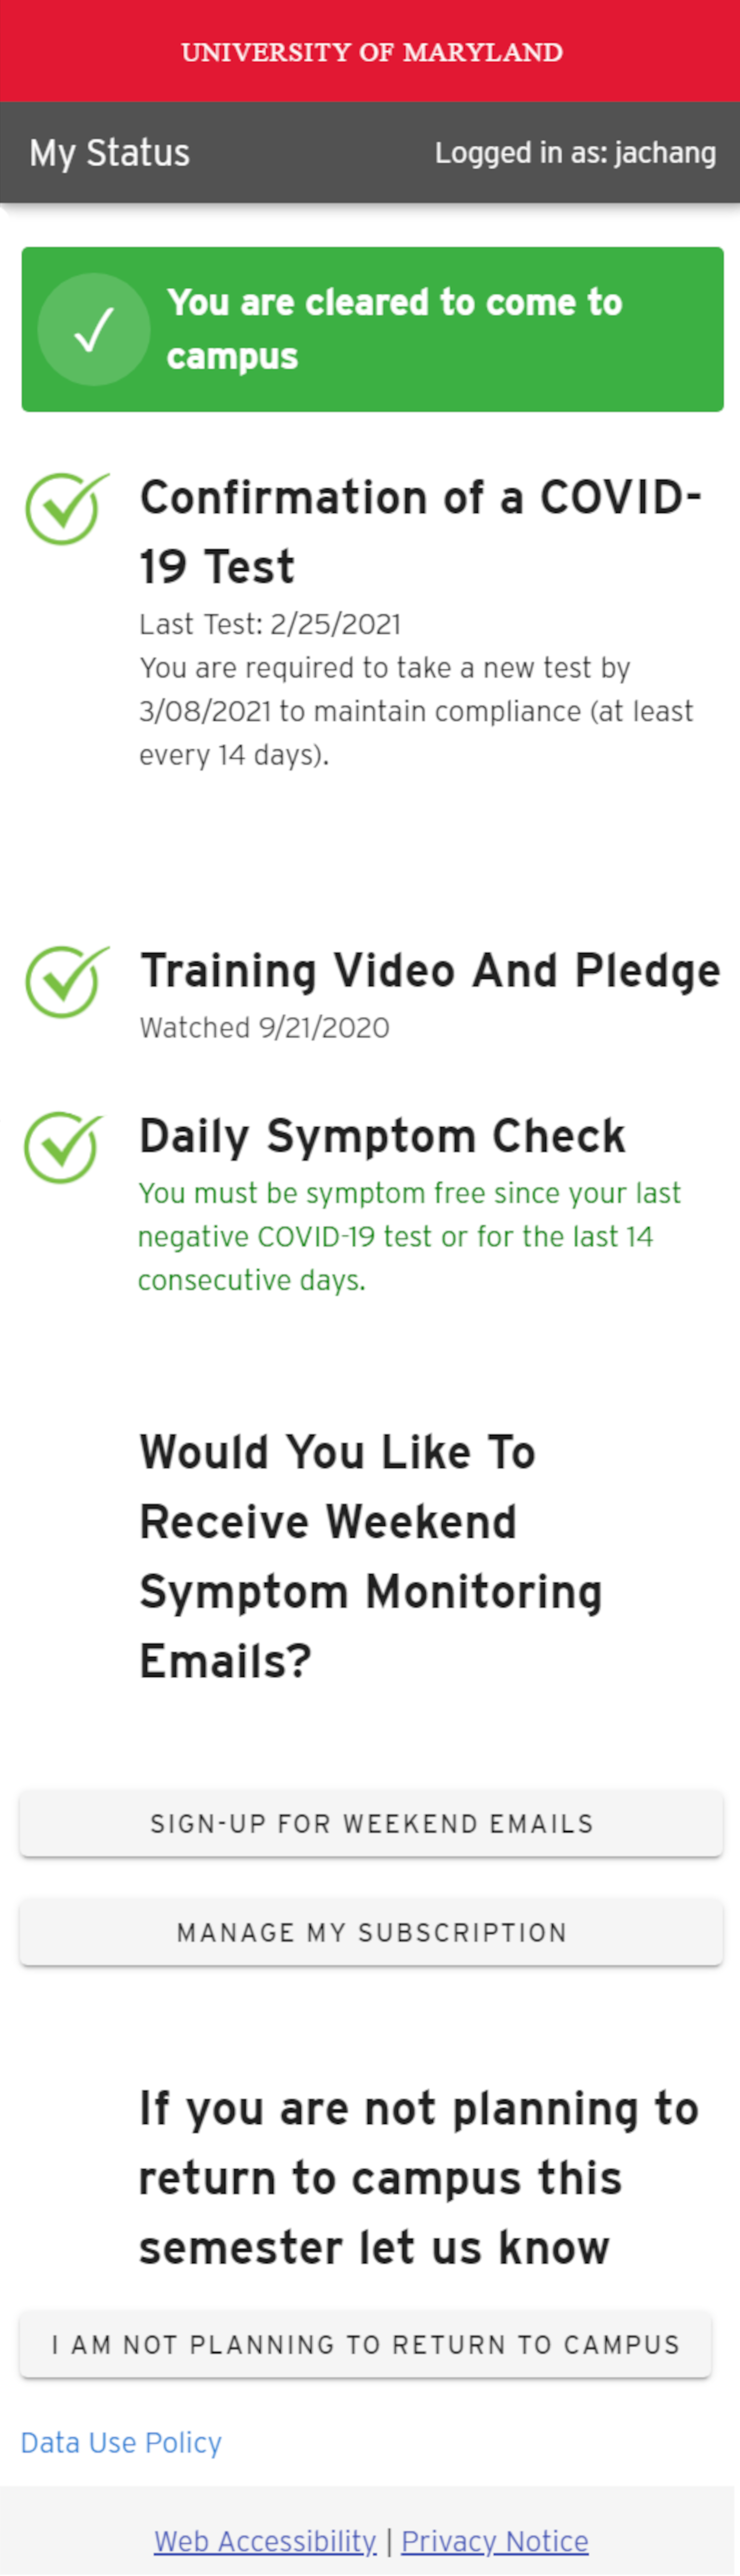 UNIVERSITY OF MARYLAND
My Status
Logged in as: jachang
You are cleared to come to
campus
Confirmation of a COVID-
19 Test
Last Test: 2/25/2021
You are required to take a new test by
3/08/2021 to maintain compliance (at least
every 14 days).
Training Video And Pledge
Watched 9/21/2020
Daily Symptom Check
You must be symptom free since your last
negative COVID-19 test or for the last 14
consecutive days.
Would You Like To
Receive Weekend
Symptom Monitoring
Emails?
SIGN-UP FOR WEEKEND EMAILS
MANAGE MY SUBSCRIPTION
If you are not planning to
return to campus this
semester let us know
I AM NOT PLANNING TO RETURN TO CAMPUS
Data Use Policy
Web Accessibility | Privacy Notice